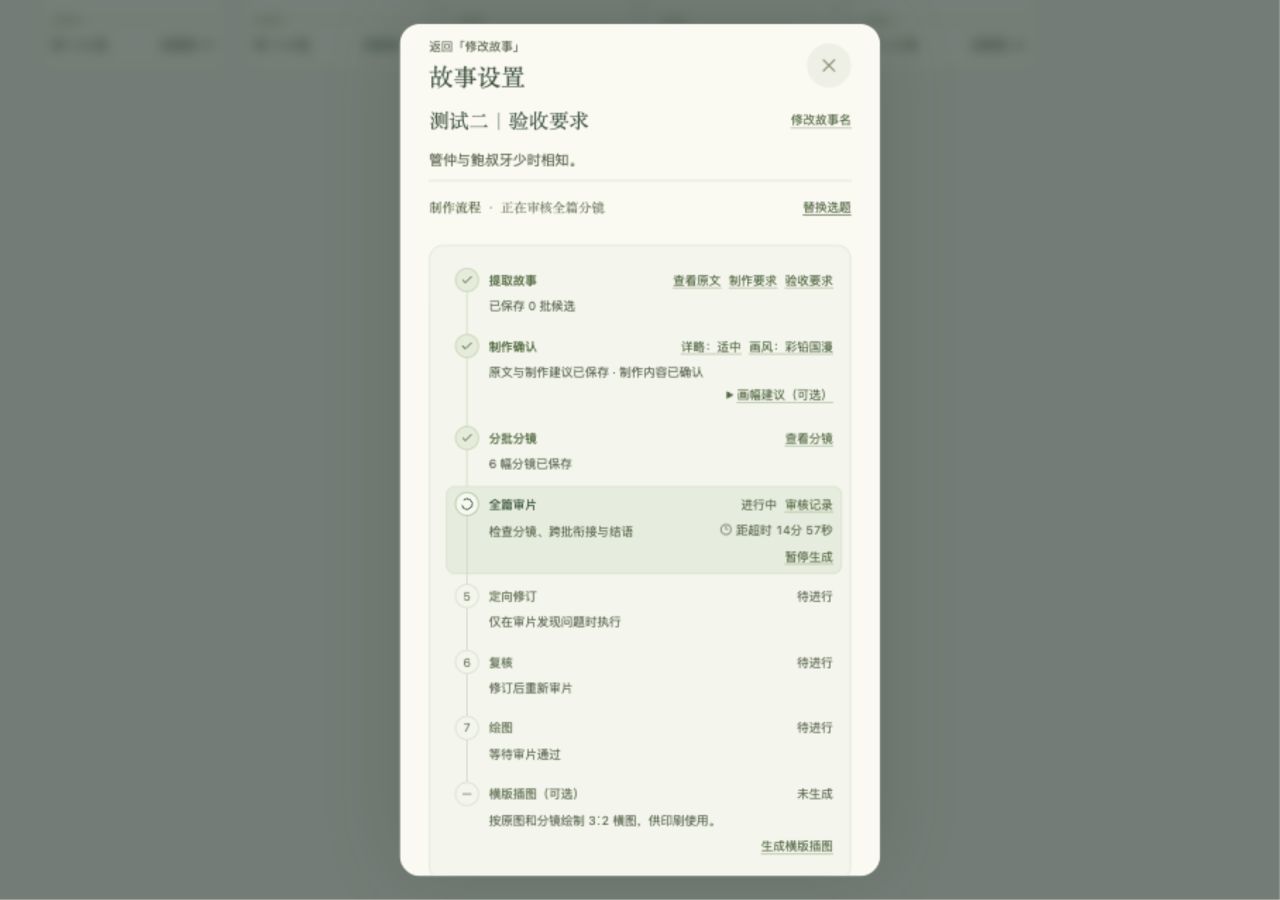 返回「修改故事」
故事设置
测试二｜验收要求 修改故事名
管仲与鲍叔牙少时相知。
制作流程 · 正在审核全篇分镜 替换选题
提取故事 查看原文 制作要求 验收要求
已保存 0 批候选
制作确认 详略：适中 画风：彩铅国漫
原文与制作建议已保存 · 制作内容已确认
▶ 画幅建议（可选）
分批分镜 查看分镜
6 幅分镜已保存
全篇审片 进行中 审核记录
检查分镜、跨批衔接与结语 距超时 14分 57秒
暂停生成
5 定向修订 待进行
仅在审片发现问题时执行
6 复核 待进行
修订后重新审片
7 绘图 待进行
等待审片通过
横版插图（可选） 未生成
按原图和分镜绘制 3:2 横图，供印刷使用。
生成横版插图